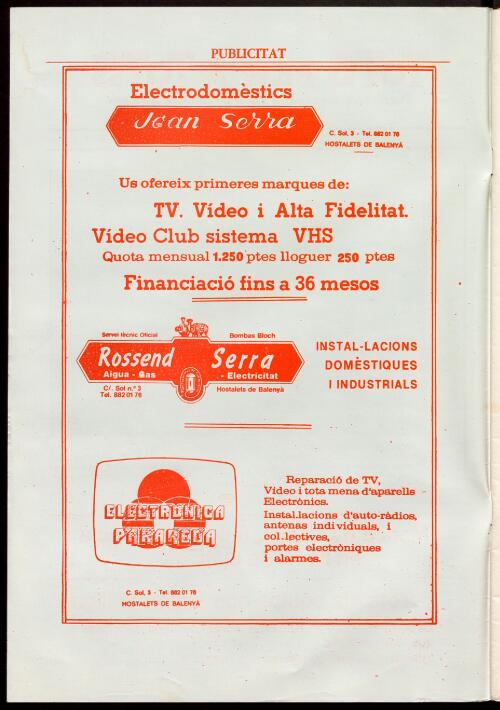 PUBLICITAT
Electrodomèstics
Joan Serra
C. Sol, 3 - Tel. 882 01 76
HOSTALETS DE BALENYÀ
Us ofereix primeres marques de:
TV. Vídeo i Alta Fidelitat.
Vídeo Club sistema VHS
Quota mensual 1.250 ptes lloguer 250 ptes
Financiació fins a 36 mesos
Servei tècnic Oficial
Bombas Bloch
Rossend Serra
Aigua - Gas - Electricitat
C/. Sol n.º 3
Tel. 882 01 76
Hostalets de Balenyà
INSTAL-LACIONS
DOMÈSTIQUES
I INDUSTRIALS
ELECTRÒNICA
PARAREDA
C. Sol, 3 - Tel. 882 01 76
HOSTALETS DE BALENYÀ
Reparació de TV,
Vídeo i tota mena d'aparells
Electrònics.
Instal.lacions d'auto-ràdios,
antenas individuals, i
col.lectives,
portes electròniques
i alarmes.